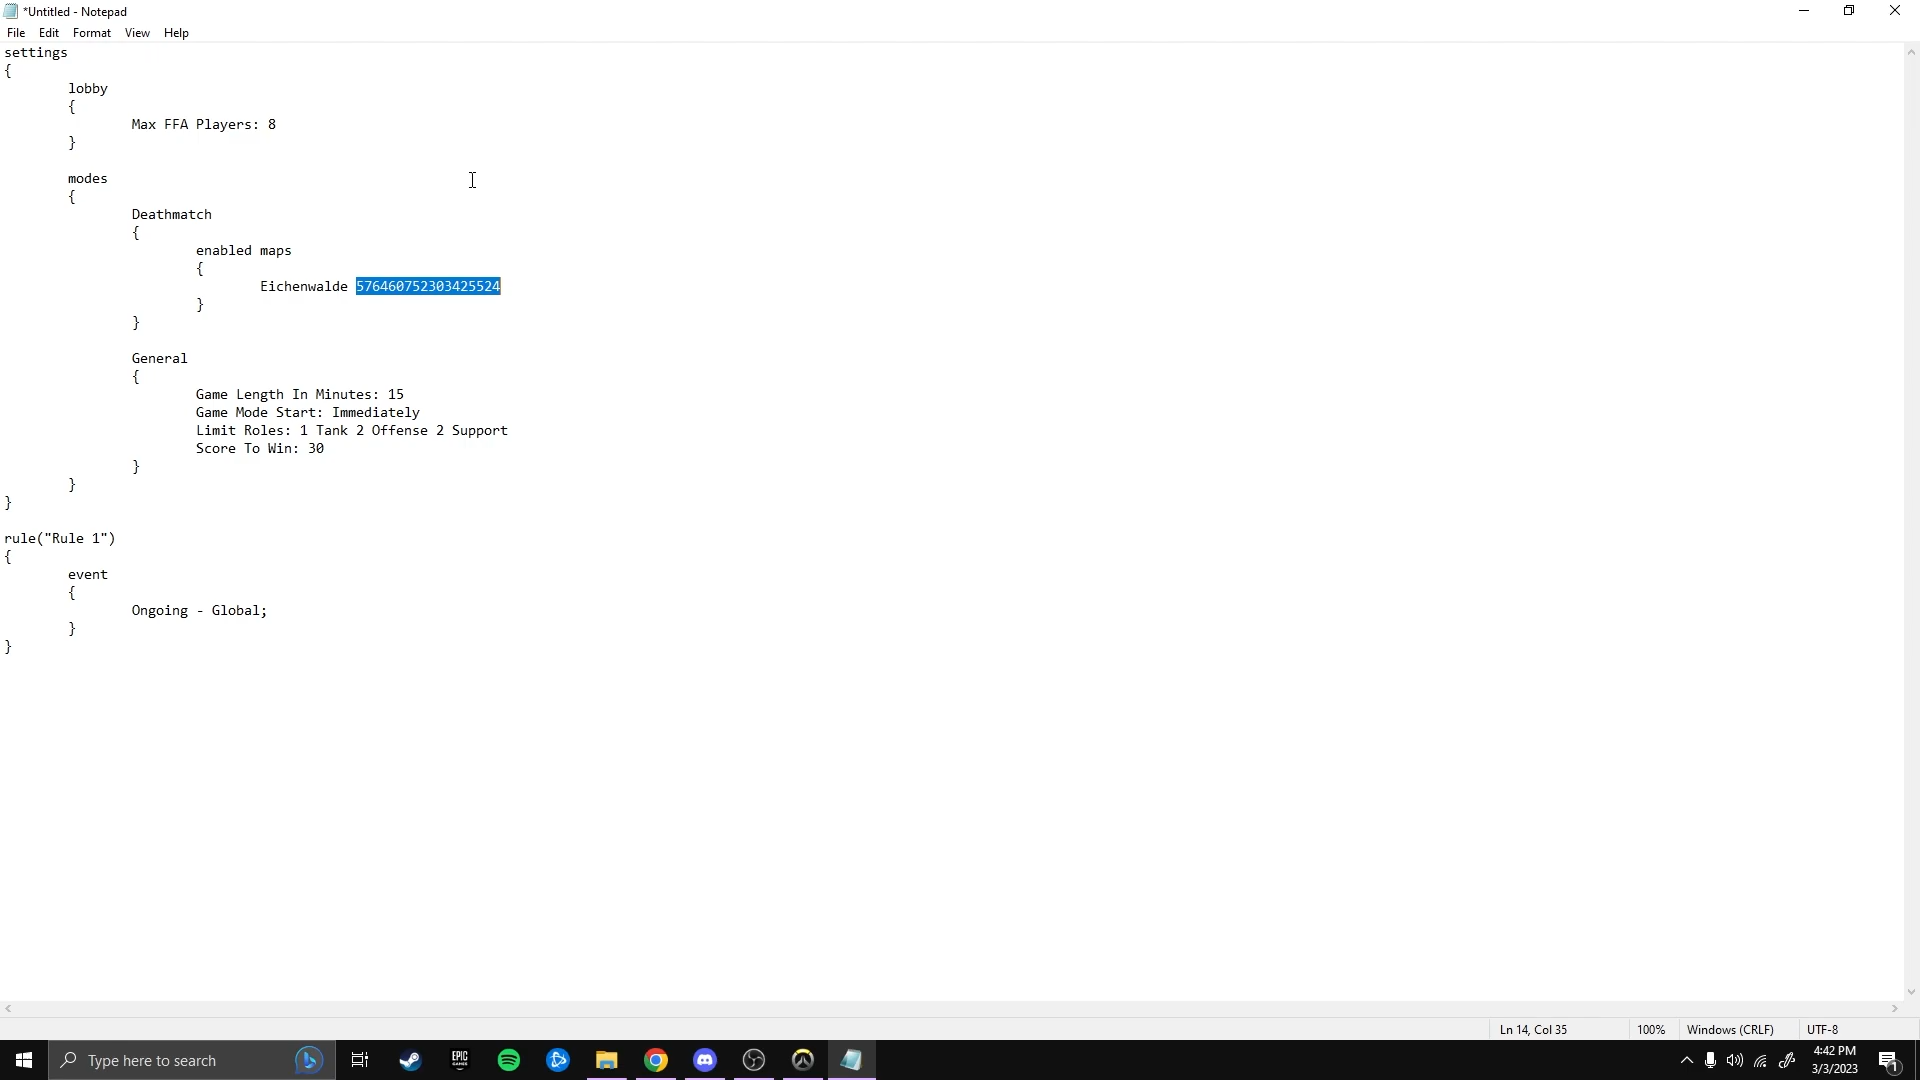 *Untitled - Notepad
File Edit Format View Help
settings
{
lobby
{
Max FFA Players: 8
}
modes
{
Deathmatch
{
enabled maps
{
Eichenwalde 576460752303425524
}
}
General
{
Game Length In Minutes: 15
Game Mode Start: Immediately
Limit Roles: 1 Tank 2 Offense 2 Support
Score To Win: 30
}
}
}
rule("Rule 1")
{
event
{
Ongoing - Global;
}
}
Ln 14, Col 35 100% Windows (CRLF) UTF-8
Type here to search
EPIC GAMES
4:42 PM
3/3/2023
1